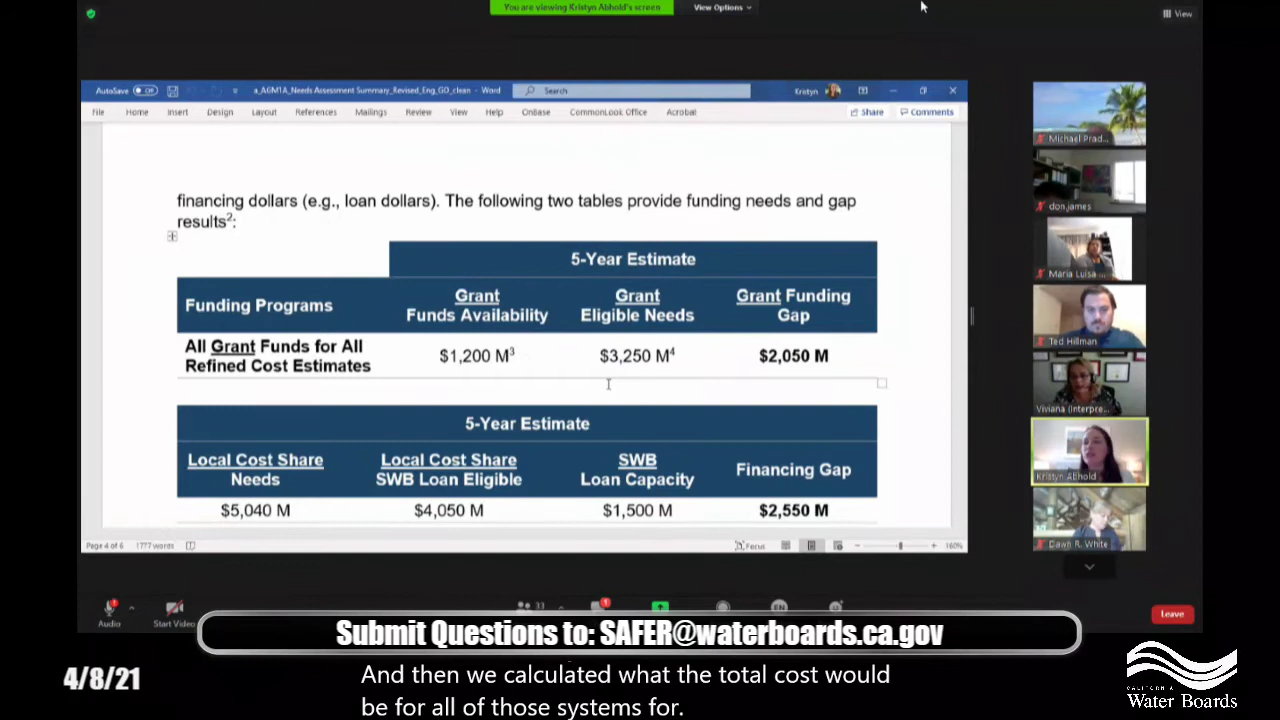 You are viewing Kristyn Abhold's screen
View Options
View
AutoSave
Off
a_AGM1A_Needs Assessment Summary_Revised_Eng_GO_clean - Word
Search
Kristyn
File Home Insert Design Layout References Mailings Review View Help OnBase CommonLook Office Acrobat
Share
Comments
financing dollars (e.g., loan dollars). The following two tables provide funding needs and gap
results2:
5-Year Estimate
Funding Programs
Grant
Funds Availability
Grant
Eligible Needs
Grant Funding
Gap
All Grant Funds for All
Refined Cost Estimates
$1,200 M3
$3,250 M4
$2,050 M
5-Year Estimate
Local Cost Share
Needs
Local Cost Share
SWB Loan Eligible
SWB
Loan Capacity
Financing Gap
$5,040 M
$4,050 M
$1,500 M
$2,550 M
Page 4 of 6 1777 words
Focus
160%
Michael Prad...
don.james
Maria Luisa
Ted Hillman
Viviana (Interpre...
Kristyn Abhold
Dawn R. White
Audio
Start Video
33
1
EN
Leave
Submit Questions to: SAFER@waterboards.ca.gov
4/8/21
And then we calculated what the total cost would
be for all of those systems for.
CALIFORNIA
Water Boards